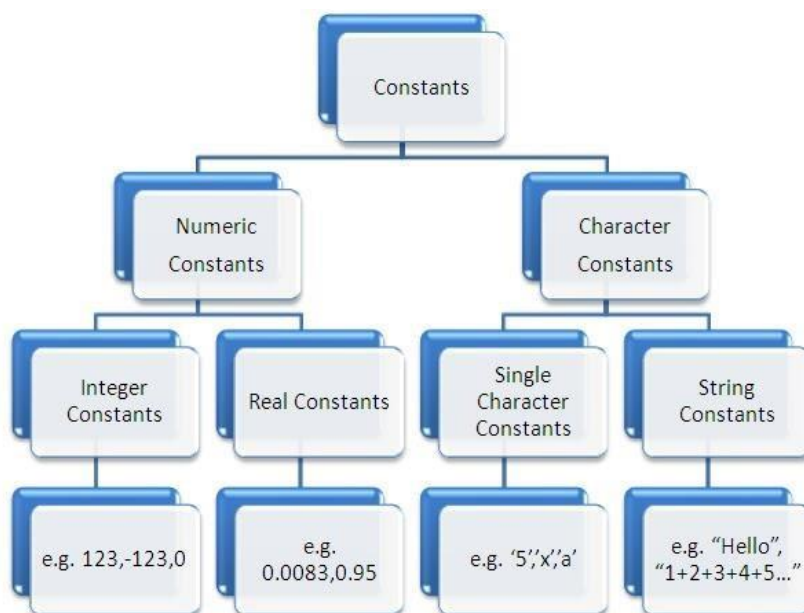 Constants
Numeric
Constants
Character
Constants
Integer
Constants
Real Constants
Single
Character
Constants
String
Constants
e.g. 123,-123,0
e.g.
0.0083,0.95
e.g. ‘5’,’x’,’a’
e.g. “Hello”,
“1+2+3+4+5…”